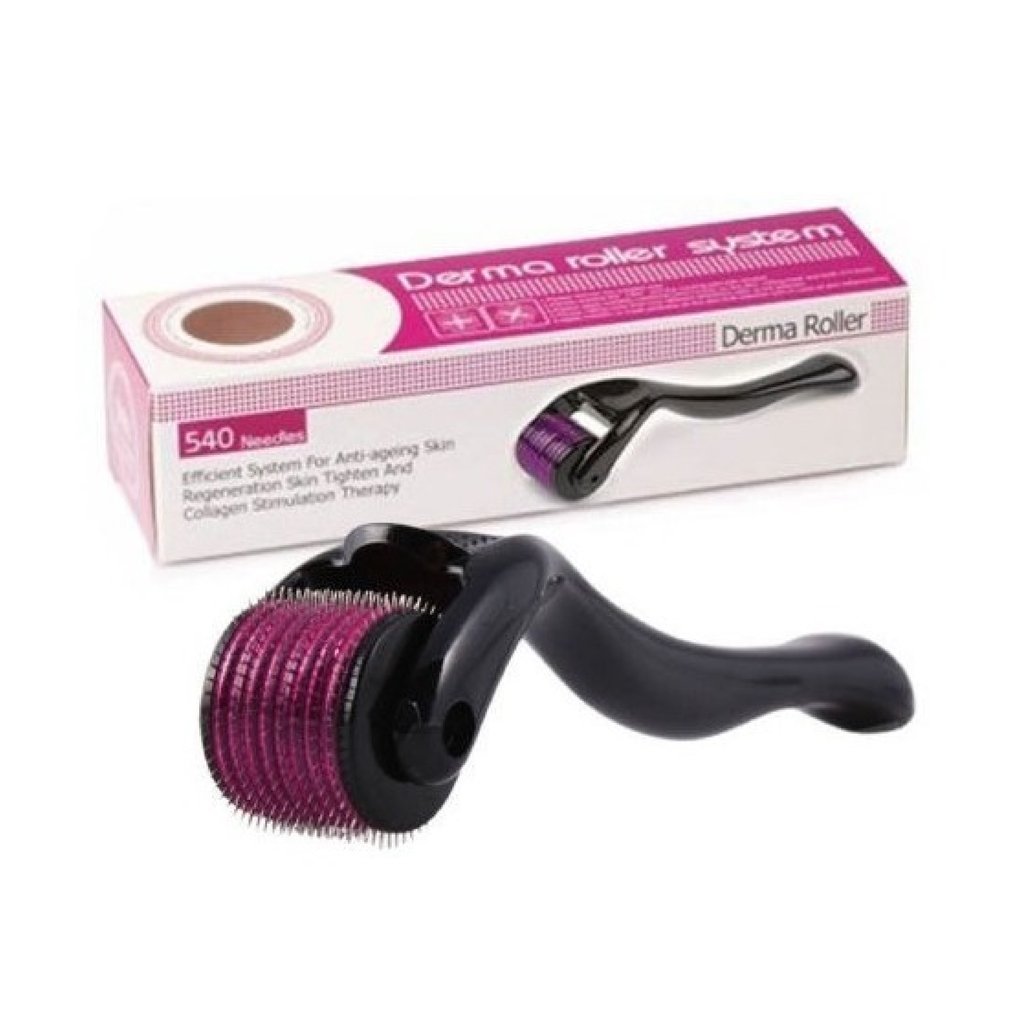 Derma roller system
Derma Roller
540 Needles
Efficient System For Anti-ageing Skin
Regeneration Skin Tighten And
Collagen Stimulation Therapy